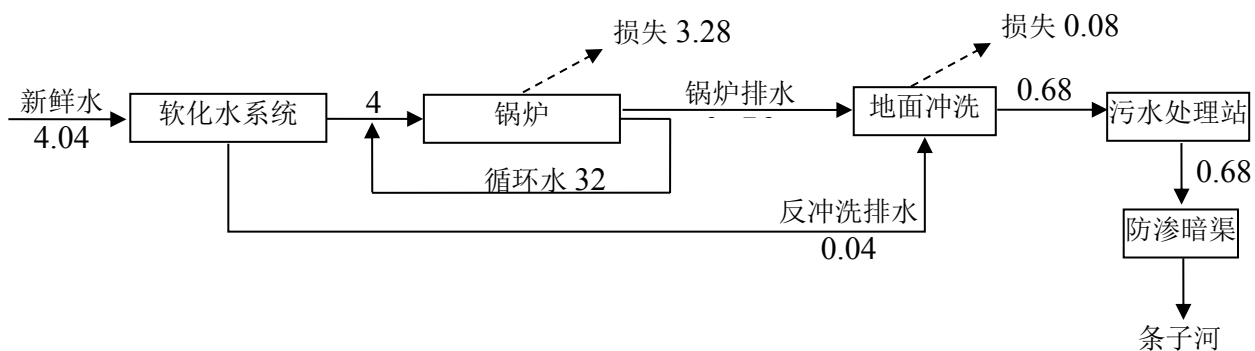 损失 3.28
损失 0.08
新鲜水
4.04
软化水系统
4
锅炉
锅炉排水
地面冲洗
0.68
污水处理站
循环水 32
0.68
反冲洗排水
0.04
防渗暗渠
条子河